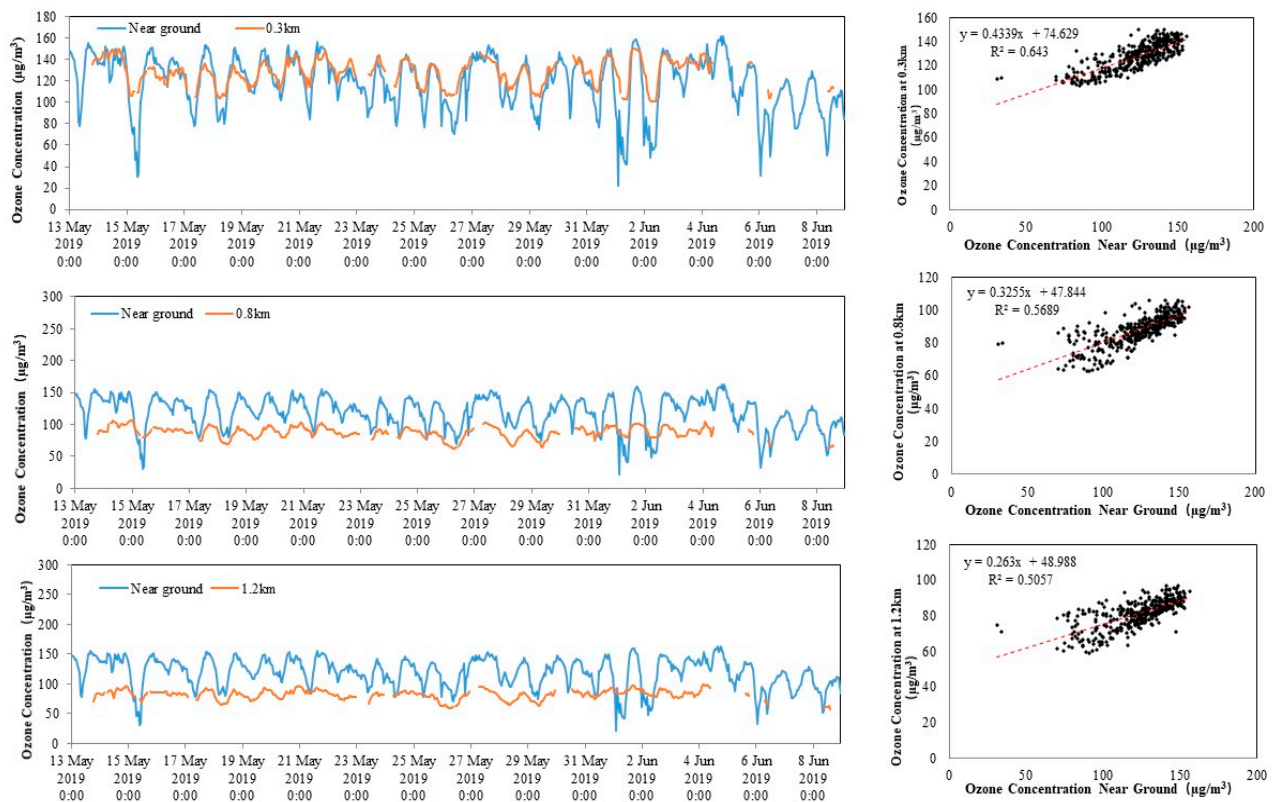 Ozone Concentration (μg/m³)
180
160
140
120
100
80
60
40
20
0
Near ground
0.3km
13 May 15 May 17 May 19 May 21 May 23 May 25 May 27 May 29 May 31 May 2 Jun 4 Jun 6 Jun 8 Jun
2019 2019 2019 2019 2019 2019 2019 2019 2019 2019 2019 2019 2019 2019
0:00 0:00 0:00 0:00 0:00 0:00 0:00 0:00 0:00 0:00 0:00 0:00 0:00 0:00
Ozone Concentration at 0.3km
(μg/m³)
160
140
120
100
80
60
40
20
0
y = 0.4339x + 74.629
R² = 0.643
0 50 100 150 200
Ozone Concentration Near Ground (μg/m³)
Ozone Concentration (μg/m³)
300
250
200
150
100
50
0
Near ground
0.8km
13 May 15 May 17 May 19 May 21 May 23 May 25 May 27 May 29 May 31 May 2 Jun 4 Jun 6 Jun 8 Jun
2019 2019 2019 2019 2019 2019 2019 2019 2019 2019 2019 2019 2019 2019
0:00 0:00 0:00 0:00 0:00 0:00 0:00 0:00 0:00 0:00 0:00 0:00 0:00 0:00
Ozone Concentration at 0.8km
(μg/m³)
120
100
80
60
40
20
0
y = 0.3255x + 47.844
R² = 0.5689
0 50 100 150 200
Ozone Concentration Near Ground (μg/m³)
Ozone Concentration (μg/m³)
300
250
200
150
100
50
0
Near ground
1.2km
13 May 15 May 17 May 19 May 21 May 23 May 25 May 27 May 29 May 31 May 2 Jun 4 Jun 6 Jun 8 Jun
2019 2019 2019 2019 2019 2019 2019 2019 2019 2019 2019 2019 2019 2019
0:00 0:00 0:00 0:00 0:00 0:00 0:00 0:00 0:00 0:00 0:00 0:00 0:00 0:00
Ozone Concentration at 1.2km
(μg/m³)
120
100
80
60
40
20
0
y = 0.263x + 48.988
R² = 0.5057
0 50 100 150 200
Ozone Concentration Near Ground (μg/m³)